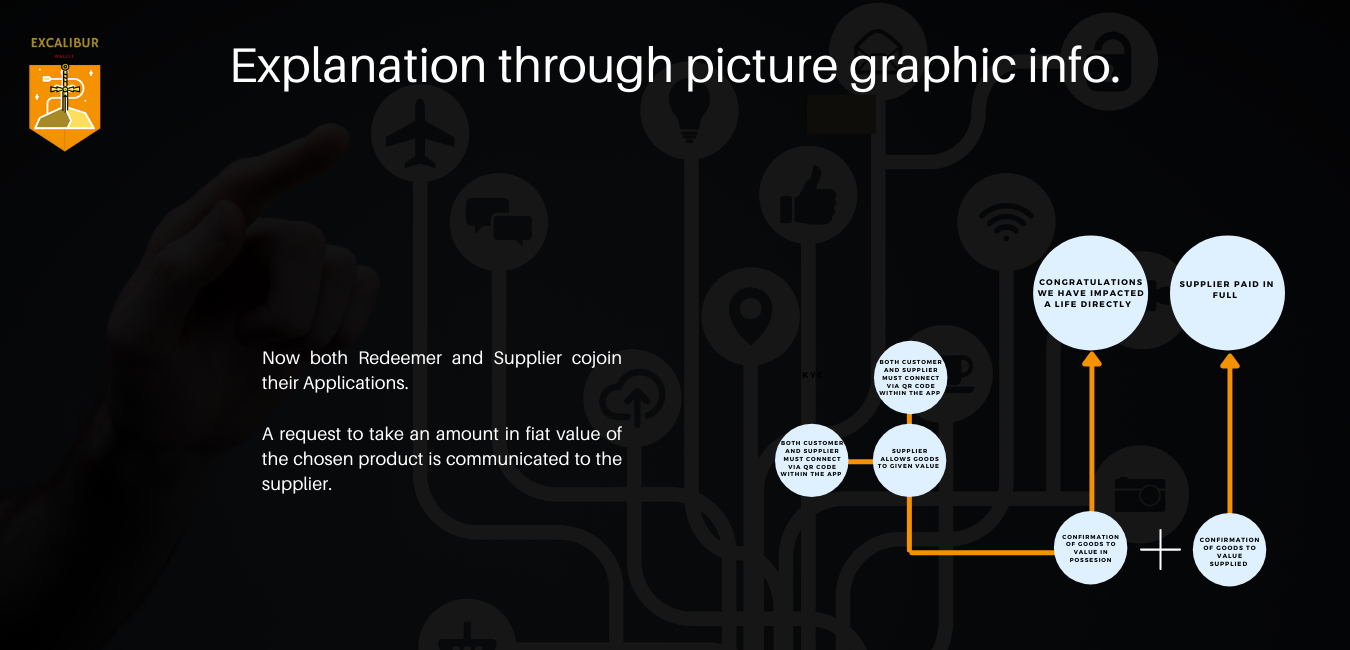 EXCALIBUR
WALLET
Explanation through picture graphic info.
Now both Redeemer and Supplier cojoin
their Applications.
A request to take an amount in fiat value of
the chosen product is communicated to the
supplier.
KYC
BOTH CUSTOMER
AND SUPPLIER
MUST CONNECT
VIA QR CODE
WITHIN THE APP
BOTH CUSTOMER
AND SUPPLIER
MUST CONNECT
VIA QR CODE
WITHIN THE APP
SUPPLIER
ALLOWS GOODS
TO GIVEN VALUE
CONGRATULATIONS
WE HAVE IMPACTED
A LIFE DIRECTLY
SUPPLIER PAID IN
FULL
CONFIRMATION
OF GOODS TO
VALUE IN
POSSESION
CONFIRMATION
OF GOODS TO
VALUE
SUPPLIED